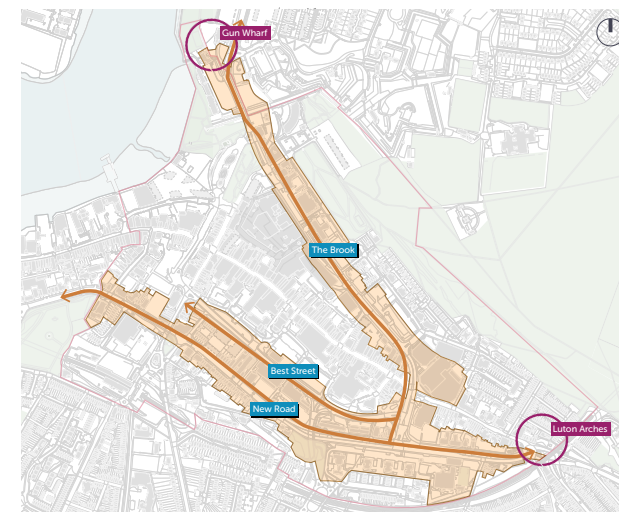 Gun Wharf
The Brook
Best Street
New Road
Luton Arches